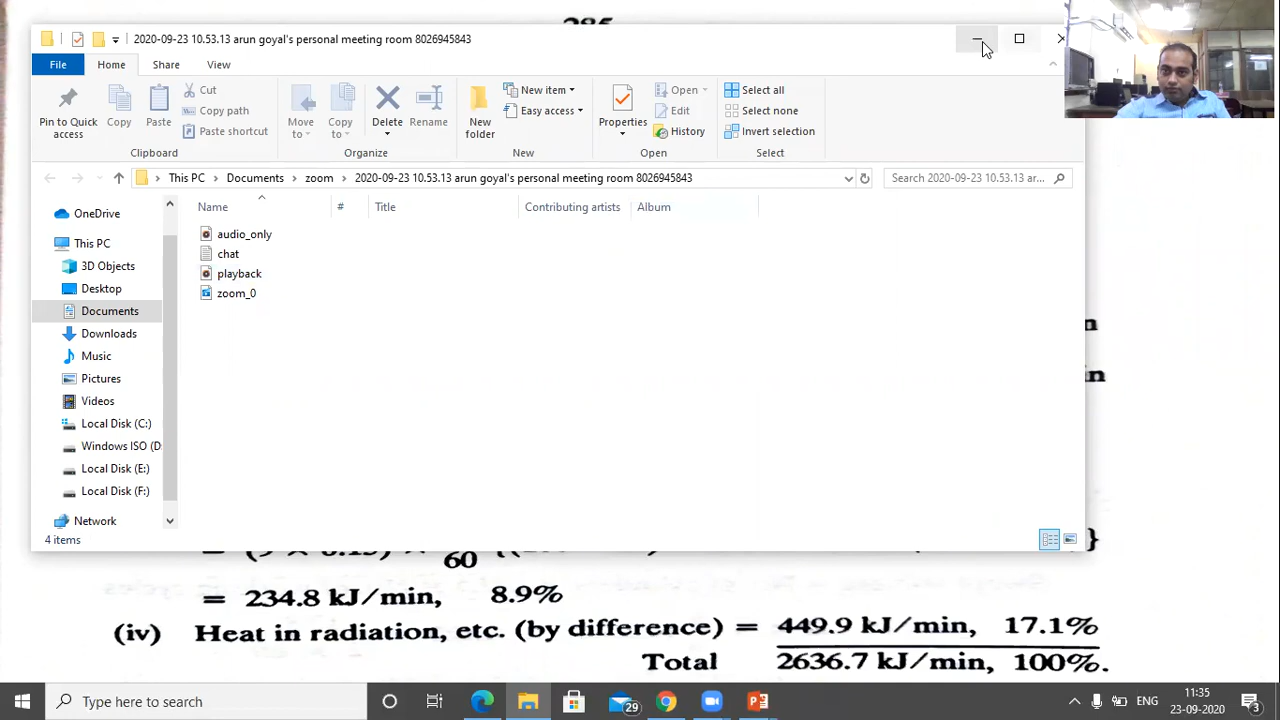 285
2020-09-23 10.53.13 arun goyal's personal meeting room 8026945843
File Home Share View
Pin to Quick access
Copy
Paste
Cut
Copy path
Paste shortcut
Clipboard
Move to
Copy to
Delete
Rename
Organize
New folder
New item
Easy access
New
Properties
Open
Edit
History
Open
Select all
Select none
Invert selection
Select
This PC > Documents > zoom > 2020-09-23 10.53.13 arun goyal's personal meeting room 8026945843
Search 2020-09-23 10.53.13 ar...
Name # Title Contributing artists Album
OneDrive
This PC
3D Objects
Desktop
Documents
Downloads
Music
Pictures
Videos
Local Disk (C:)
Windows ISO (D
Local Disk (E:)
Local Disk (F:)
Network
audio_only
chat
playback
zoom_0
4 items
in
60
= 234.8 kJ/min, 8.9%
(iv) Heat in radiation, etc. (by difference) = 449.9 kJ/min, 17.1%
Total 2636.7 kJ/min, 100%.
Type here to search
29
ENG
11:35
23-09-2020
3